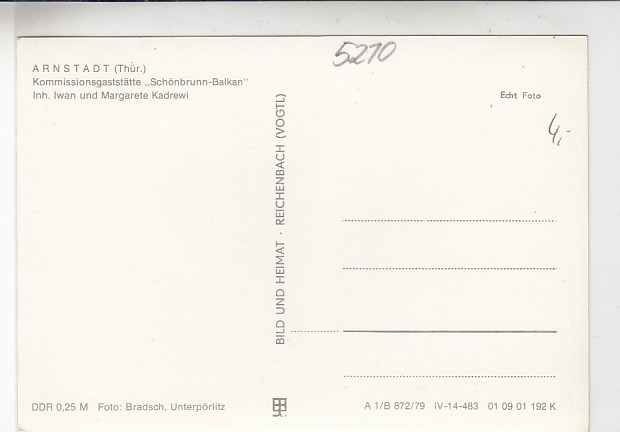 5210
ARNSTADT (Thür.)
Kommissionsgaststätte „Schönbrunn-Balkan"
Inh. Iwan und Margarete Kadrewi
Echt Foto
4,-
BILD UND HEIMAT · REICHENBACH (VOGTL)
DDR 0,25 M Foto: Bradsch, Unterpörlitz
A 1/B 872/79 IV-14-483 01 09 01 192 K